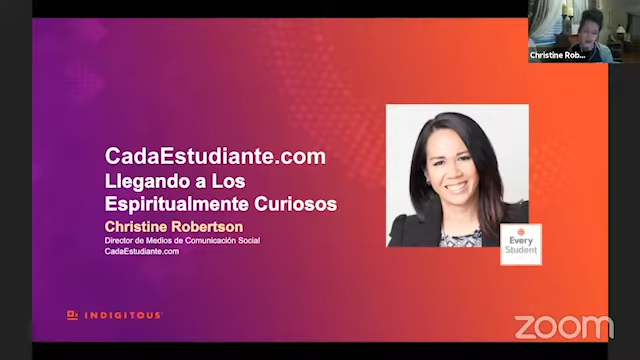 Christine Rob...
CadaEstudiante.com
Llegando a Los
Espiritualmente Curiosos
Christine Robertson
Director de Medios de Comunicación Social
CadaEstudiante.com
Every
Student
INDIGITOUS
zoom